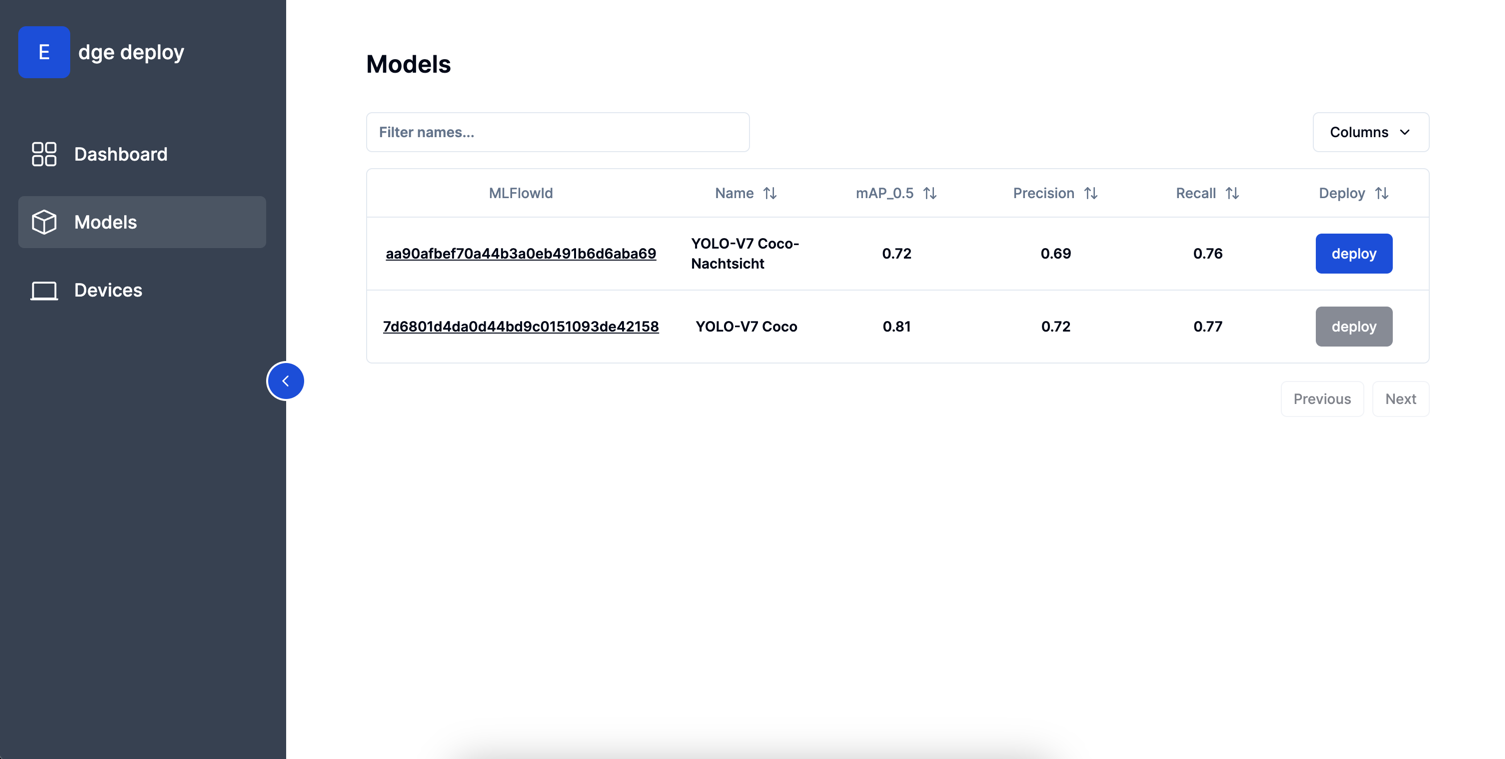 E dge deploy
Dashboard
Models
Devices
Models
Filter names...
Columns
MLFlowId Name mAP_0.5 Precision Recall Deploy
aa90afbef70a44b3a0eb491b6d6aba69 YOLO-V7 Coco-
Nachtsicht 0.72 0.69 0.76 deploy
7d6801d4da0d44bd9c0151093de42158 YOLO-V7 Coco 0.81 0.72 0.77 deploy
Previous Next